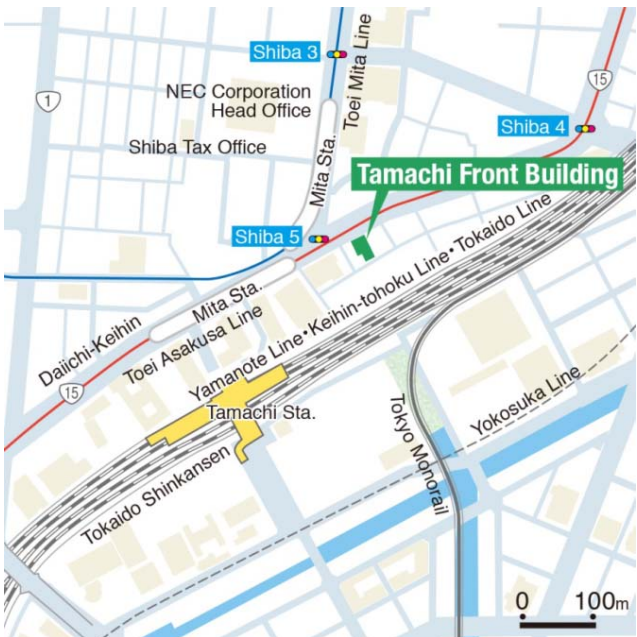 Shiba 3
1
NEC Corporation
Head Office
Toei Mita Line
15
Shiba Tax Office
Mita Sta.
Shiba 4
Tamachi Front Building
Shiba 5
Mita Sta.
Yamanote Line・Keihin-tohoku Line・Tokaido Line
Daiichi-Keihin
Toei Asakusa Line
15
Tamachi Sta.
Tokyo Monorail
Yokosuka Line
Tokaido Shinkansen
0 100m